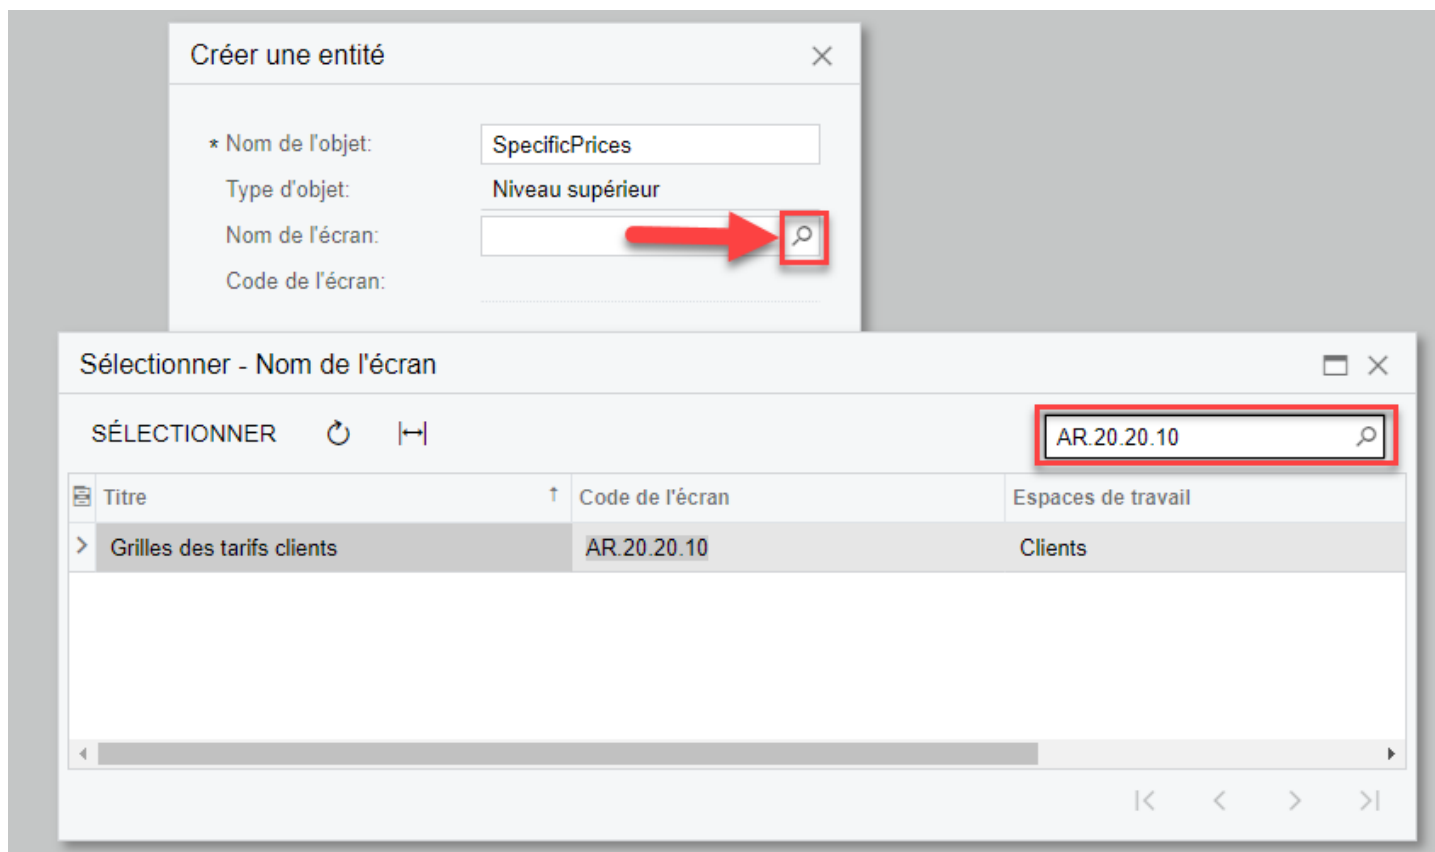 Créer une entité
* Nom de l'objet: SpecificPrices
Type d'objet: Niveau supérieur
Nom de l'écran:
Code de l'écran:
Sélectionner - Nom de l'écran
SÉLECTIONNER AR.20.20.10
Titre Code de l'écran Espaces de travail
Grilles des tarifs clients AR.20.20.10 Clients